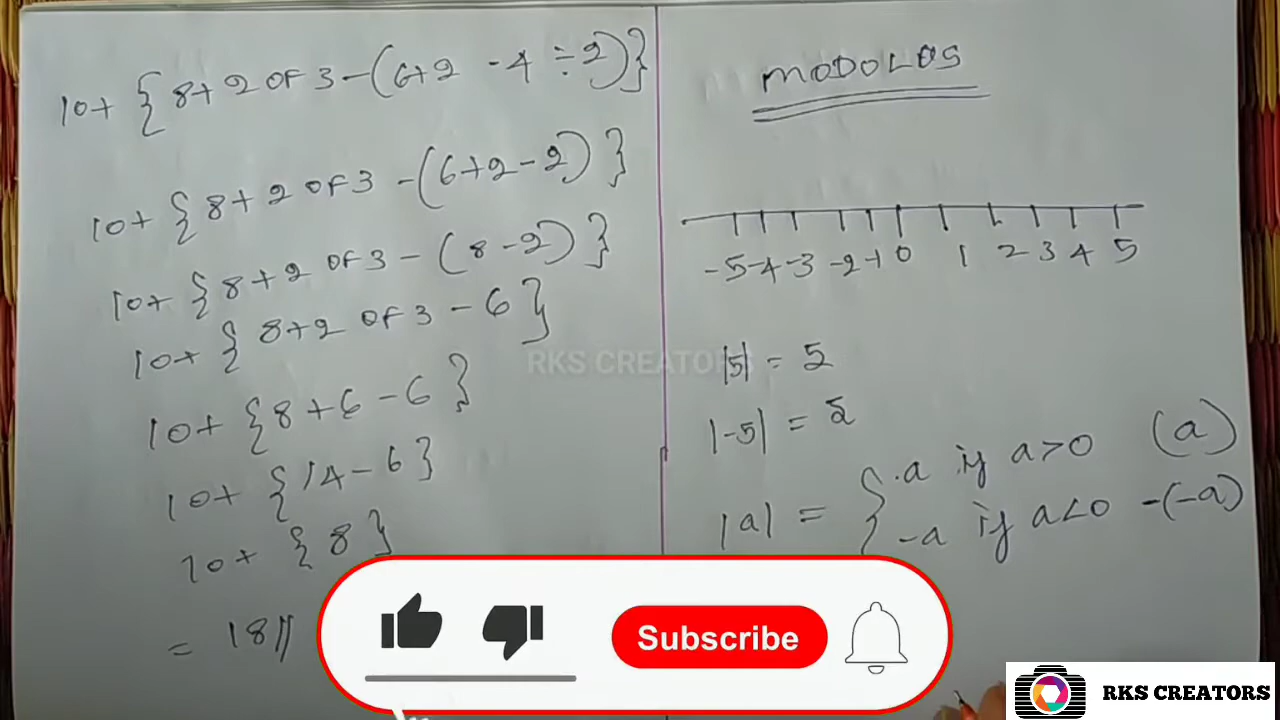 10+ {8+2 OF 3-(6+2 -4 ÷2)}
10+ {8+2 OF 3 -(6+2-2)}
10+ {8+2 OF 3 - (8-2)}
10+ {8+2 OF 3 - 6}
10+ {8+6-6}
10+ {14-6}
10+ {8}
= 18//
MODOLOS
-5 -4 -3 -2 -1 0 1 2 3 4 5
|5| = 5
|-5| = 5
|a| = { a if a>0 (a)
-a if a<0 -(-a)
RKS CREATORS
Subscribe
RKS CREATORS